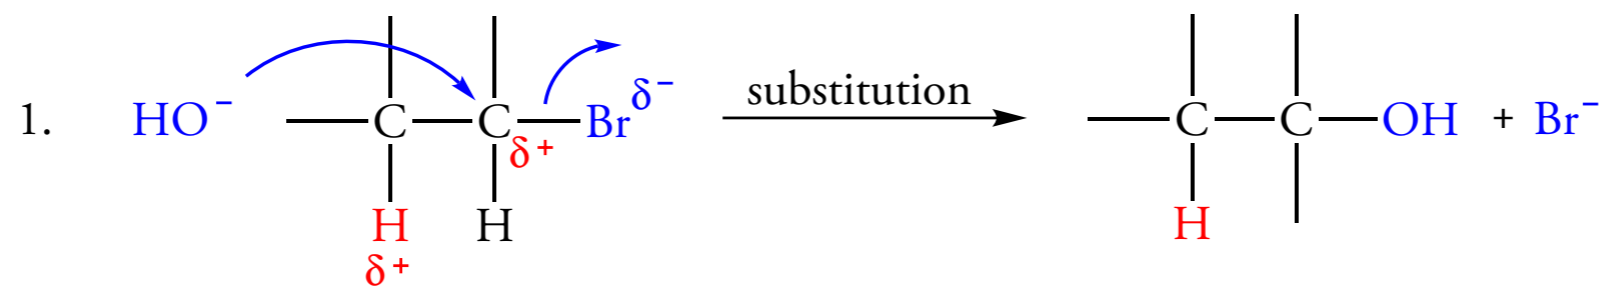 substitution
1. HO⁻ C C Br δ⁻ C C OH + Br⁻
δ⁺
H H H
δ⁺